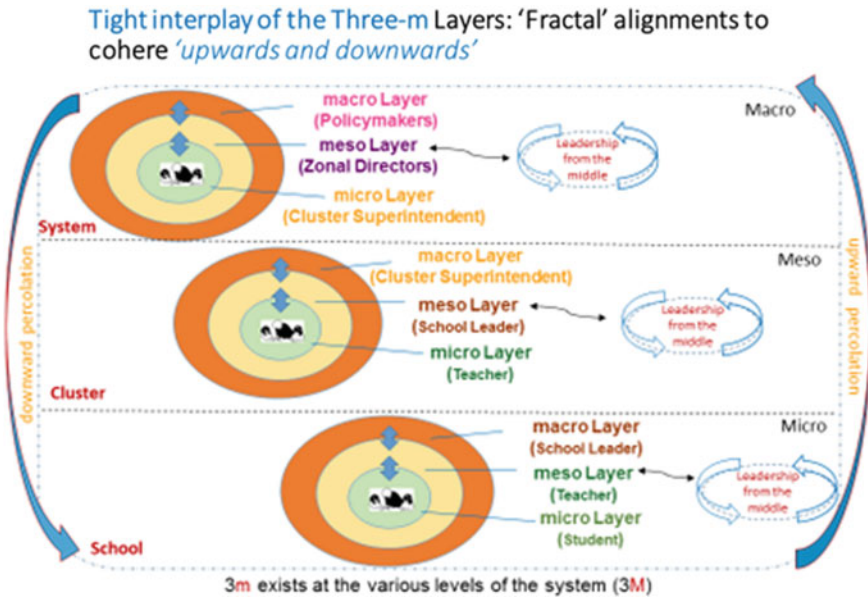 Tight interplay of the Three-m Layers: ‘Fractal’ alignments to
cohere ‘upwards and downwards’
Macro
macro Layer
(Policymakers)
meso Layer
(Zonal Directors)
micro Layer
(Cluster Superintendent)
Leadership
from the
middle
System
Meso
macro Layer
(Cluster Superintendent)
meso Layer
(School Leader)
micro Layer
(Teacher)
Leadership
from the
middle
Cluster
Micro
macro Layer
(School Leader)
meso Layer
(Teacher)
micro Layer
(Student)
Leadership
from the
middle
School
downward percolation
upward percolation
3m exists at the various levels of the system (3M)